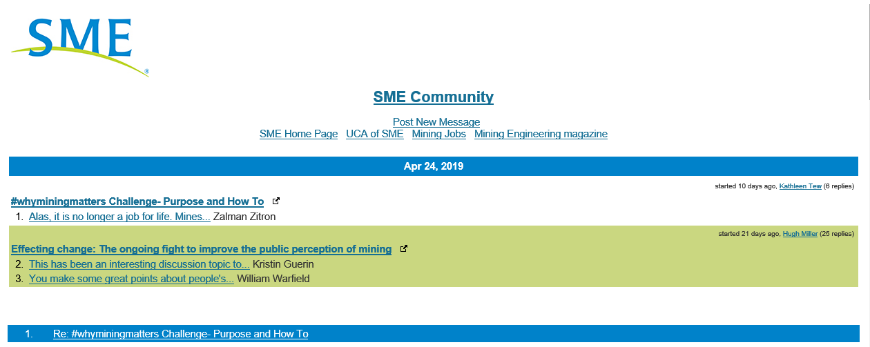 SME
®
SME Community
Post New Message
SME Home Page UCA of SME Mining Jobs Mining Engineering magazine
Apr 24, 2019
started 10 days ago, Kathleen Tew (6 replies)
#whyminingmatters Challenge- Purpose and How To
1. Alas, it is no longer a job for life. Mines... Zalman Zitron
started 21 days ago, Hugh Miller (25 replies)
Effecting change: The ongoing fight to improve the public perception of mining
2. This has been an interesting discussion topic to... Kristin Guerin
3. You make some great points about people's... William Warfield
1. Re: #whyminingmatters Challenge- Purpose and How To